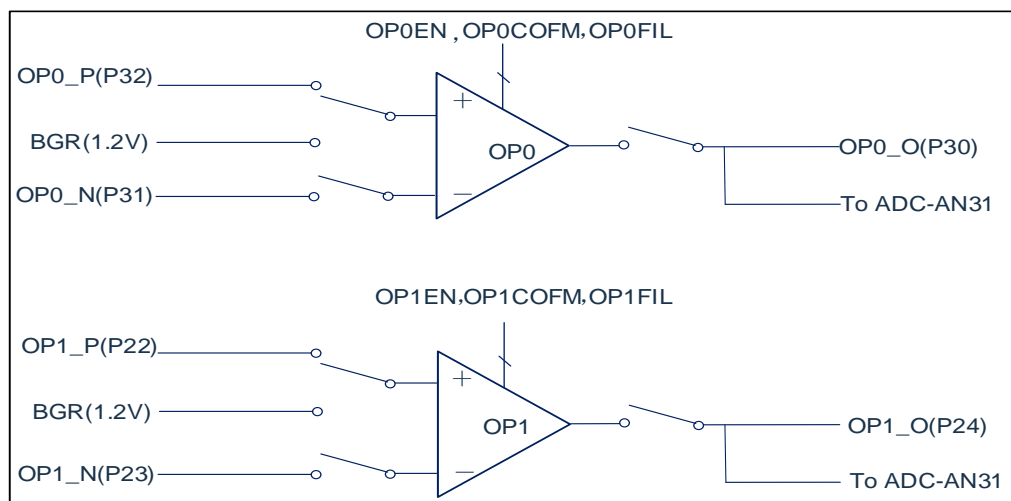 OP0EN ,OP0COFM,OP0FIL
OP0_P(P32)
+
BGR(1.2V)
OP0
OP0_O(P30)
OP0_N(P31)
−
To ADC-AN31
OP1EN,OP1COFM,OP1FIL
OP1_P(P22)
+
BGR(1.2V)
OP1
OP1_O(P24)
OP1_N(P23)
−
To ADC-AN31